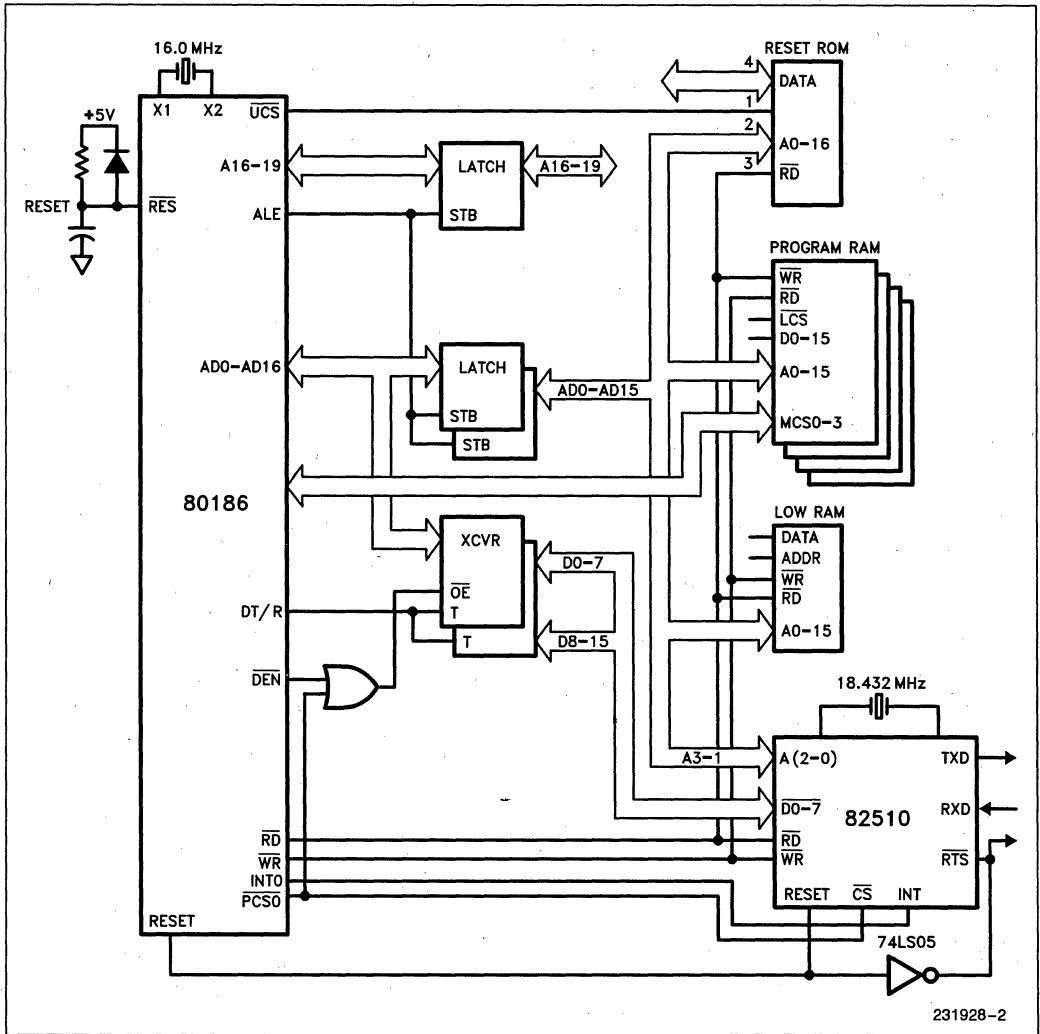 16.0 MHz
X1 X2
+5V
RESET
RES
UCS
A16-19
ALE
AD0-AD16
80186
DT/R
DEN
RD
WR
INT0
PCS0
RESET
LATCH
STB
A16-19
LATCH
STB
STB
AD0-AD15
XCVR
OE
T
T
D0-7
D8-15
RESET ROM
4
DATA
1
2
A0-16
3
RD
PROGRAM RAM
WR
RD
LCS
D0-15
A0-15
MCS0-3
LOW RAM
DATA
ADDR
WR
RD
A0-15
18.432 MHz
A3-1
A(2-0)
TXD
D0-7
82510
RXD
RD
WR
RTS
RESET CS INT
74LS05
231928-2